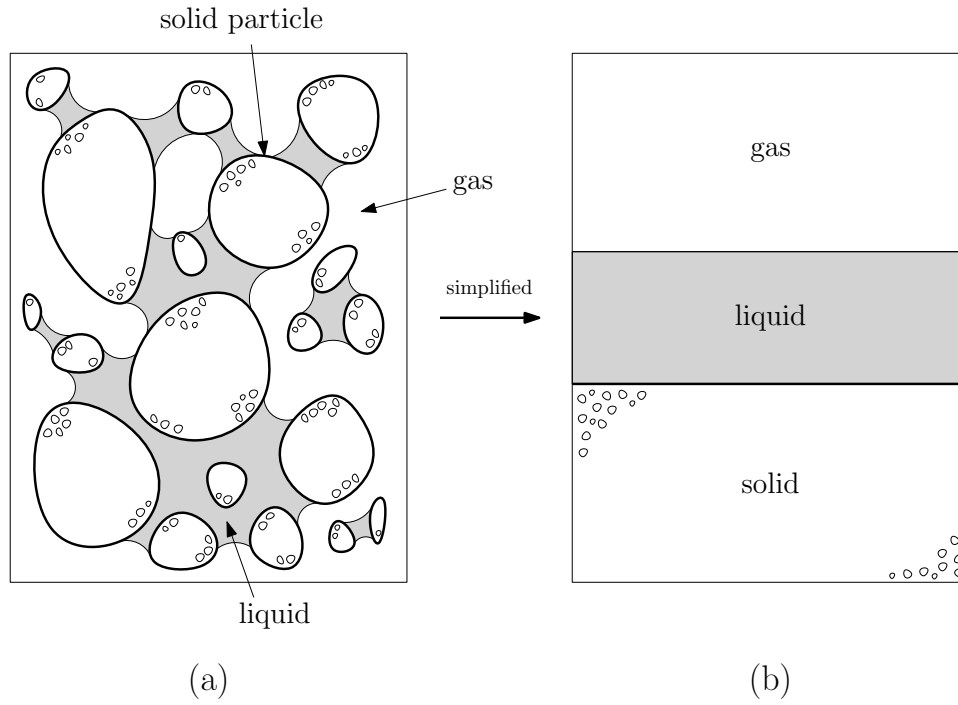 solid particle
gas
liquid
simplified
gas
liquid
solid
(a)
(b)